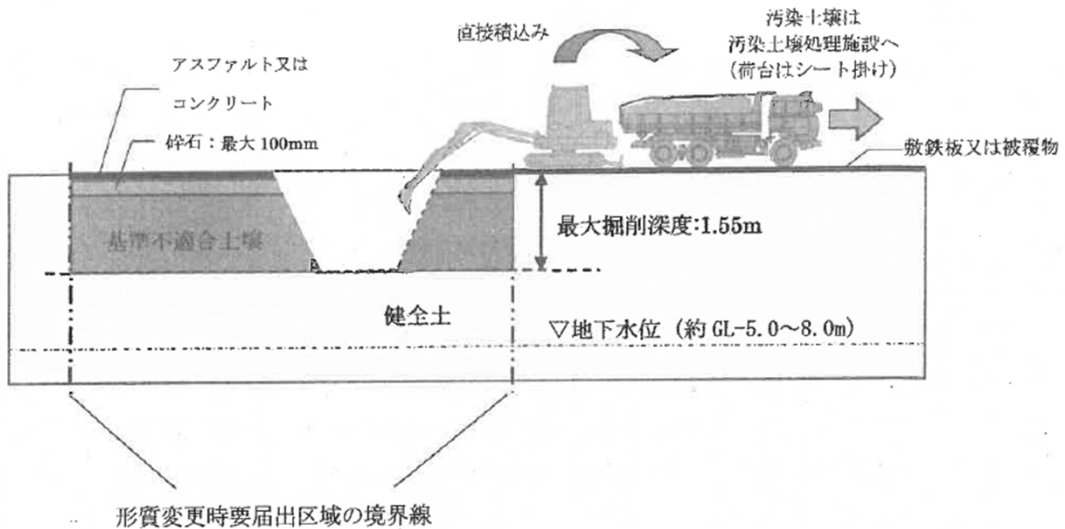 直接積込み
汚染土壌は
汚染土壌処理施設へ
(荷台はシート掛け)
アスファルト又は
コンクリート
砕石：最大100mm
敷鉄板又は被覆物
基準不適合土壌
最大掘削深度:1.55m
健全土
▽地下水位 (約 GL-5.0～8.0m)
形質変更時要届出区域の境界線